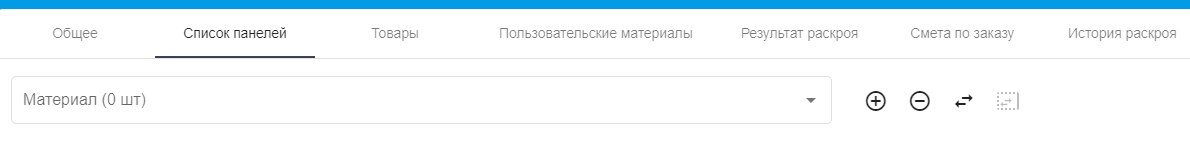 Общее Список панелей Товары Пользовательские материалы Результат раскроя Смета по заказу История раскроя
Материал (0 шт)